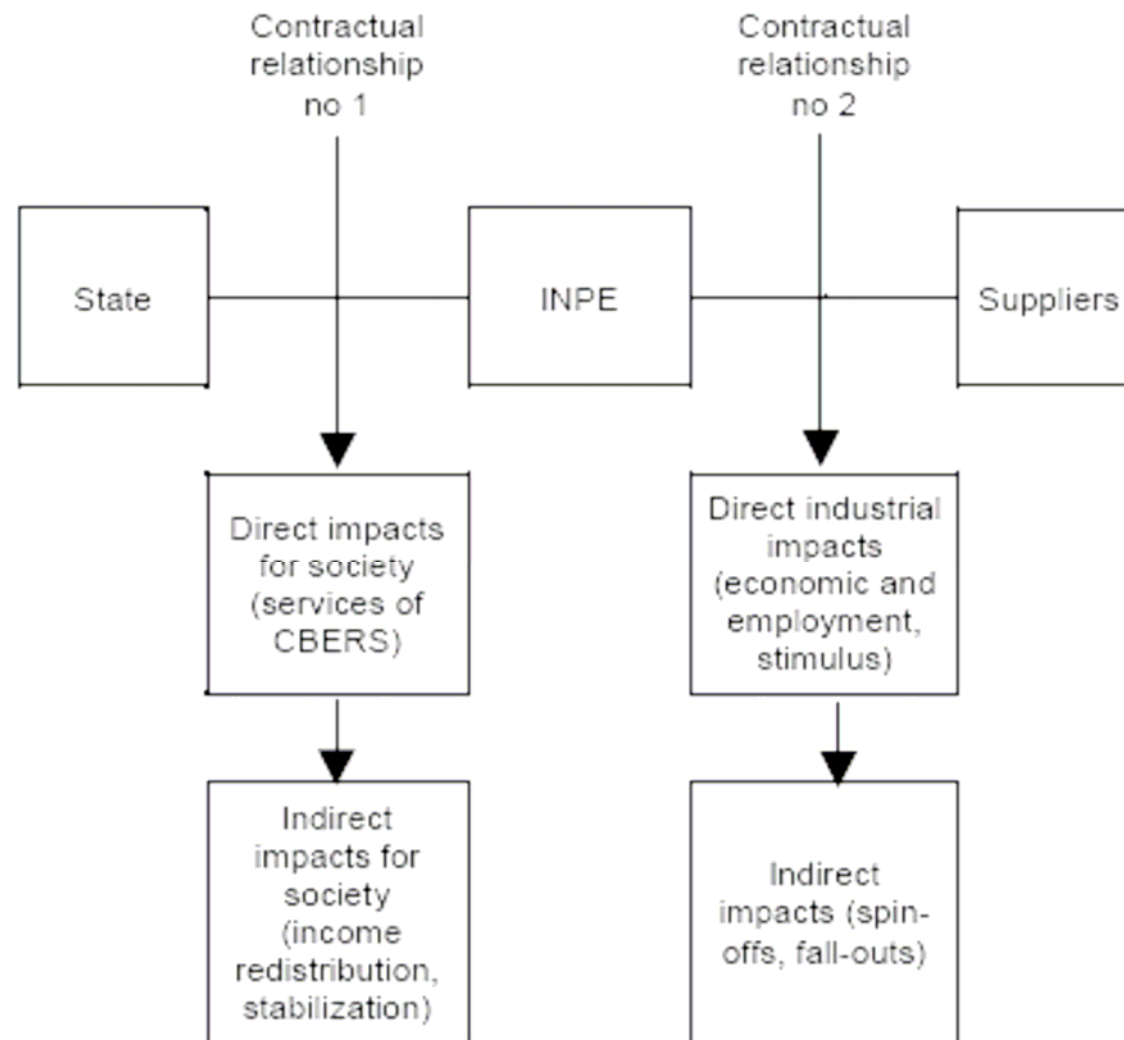 Contractual
relationship
no 1
Contractual
relationship
no 2
State
INPE
Suppliers
Direct impacts
for society
(services of
CBERS)
Direct industrial
impacts
(economic and
employment,
stimulus)
Indirect
impacts for
society
(income
redistribution,
stabilization)
Indirect
impacts (spin-
offs, fall-outs)